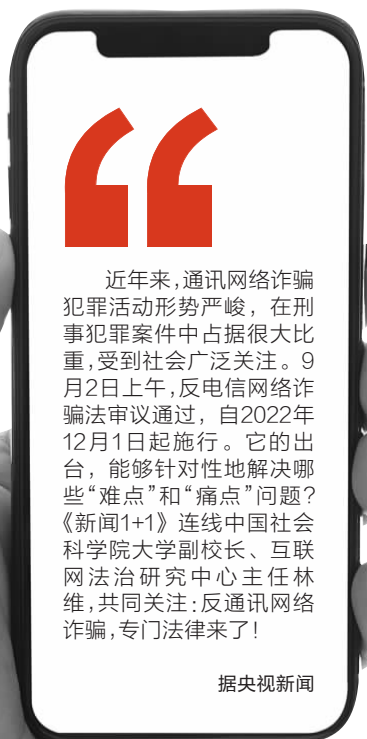 近年来，通讯网络诈骗
犯罪活动形势严峻，在刑
事犯罪案件中占据很大比
重，受到社会广泛关注。9
月2日上午，反电信网络诈
骗法审议通过，自2022年
12月1日起施行。它的出
台，能够针对性地解决哪
些“难点”和“痛点”问题？
《新闻1+1》连线中国社会
科学院大学副校长、互联
网法治研究中心主任林
维，共同关注：反通讯网络
诈骗，专门法律来了！
据央视新闻